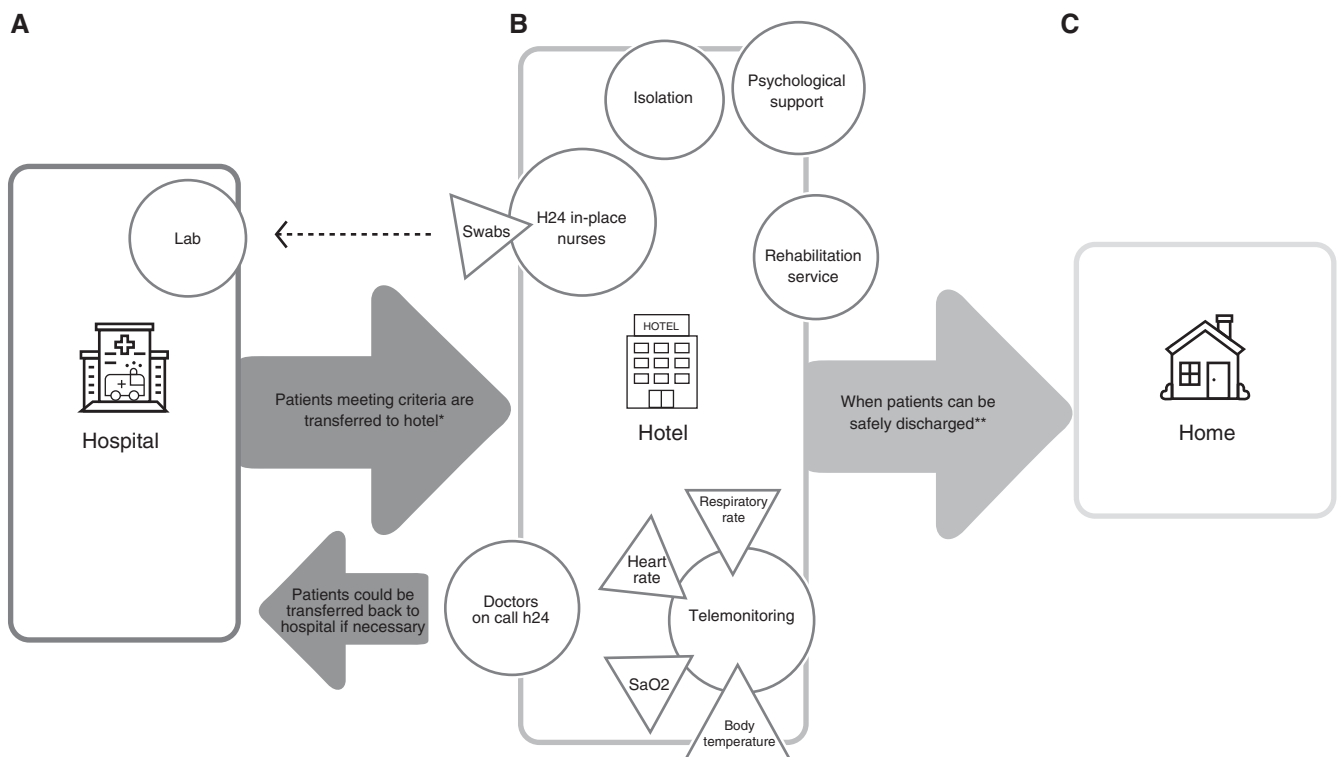 A
B
C
Isolation
Psychological
support
Lab
Swabs
H24 in-place
nurses
Rehabilitation
service
HOTEL
Hospital
Patients meeting criteria are
transferred to hotel*
Hotel
When patients can be
safely discharged**
Home
Respiratory
rate
Heart
rate
Patients could be
transferred back to
hospital if necessary
Doctors
on call h24
Telemonitoring
SaO2
Body
temperature